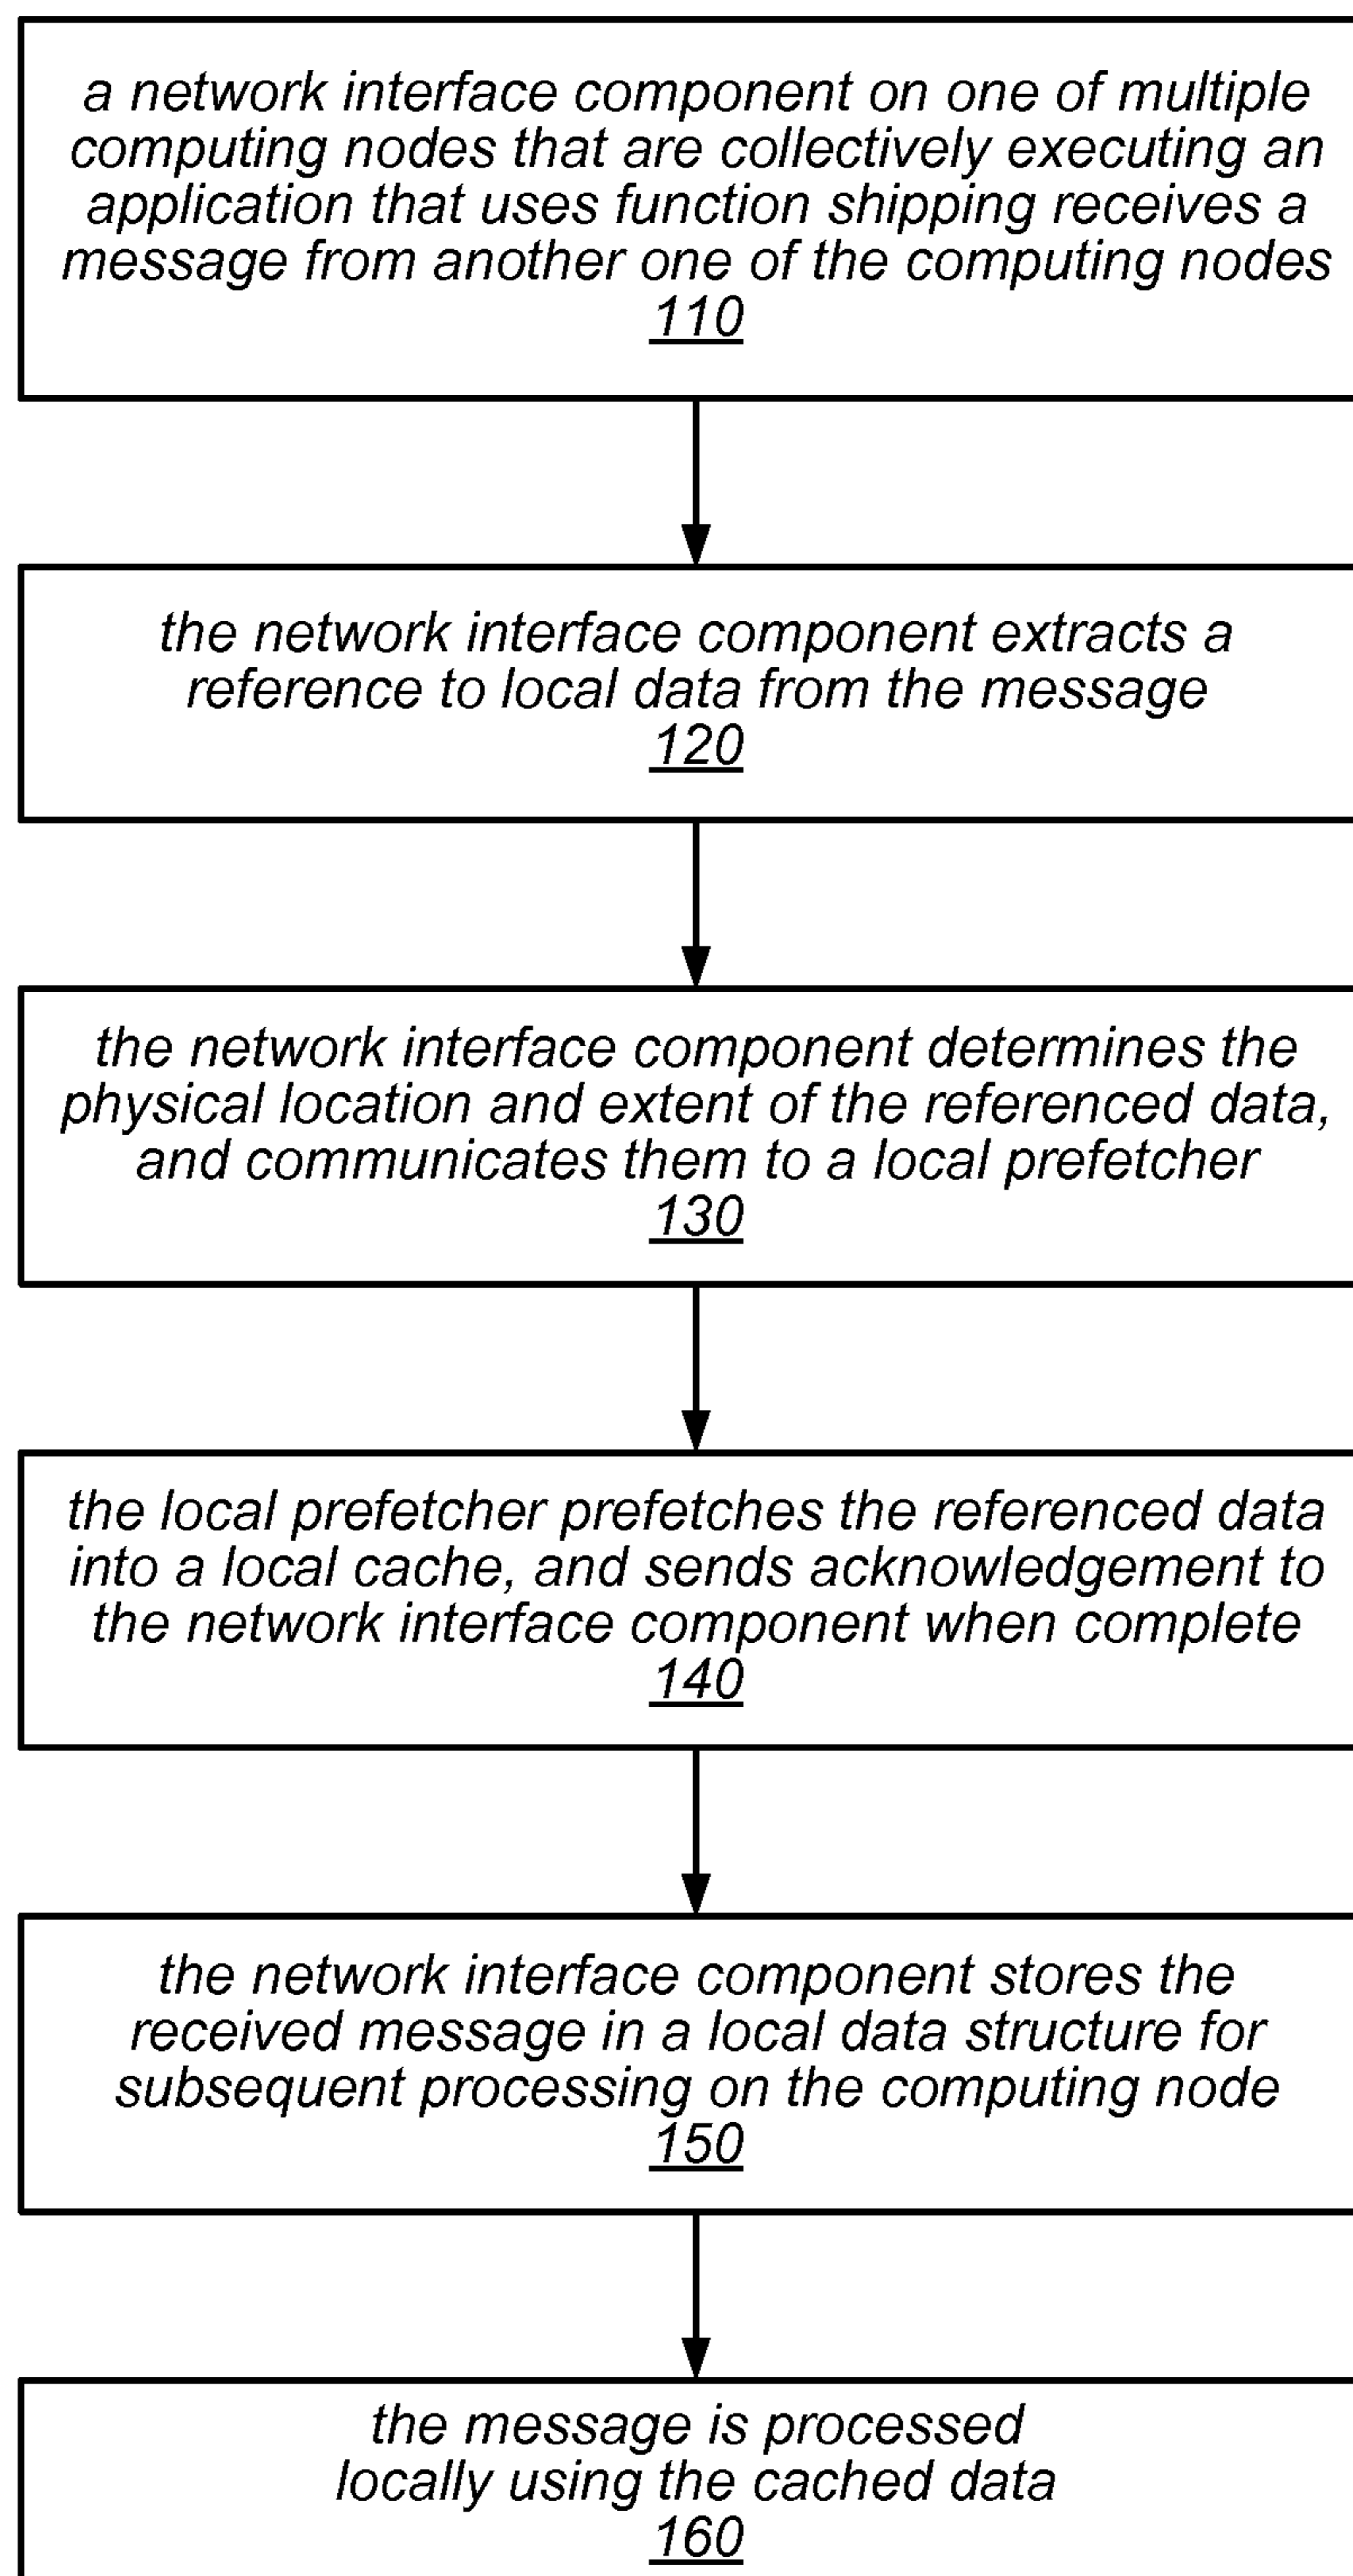 a network interface component on one of multiple
computing nodes that are collectively executing an
application that uses function shipping receives a
message from another one of the computing nodes
110
the network interface component extracts a
reference to local data from the message
120
the network interface component determines the
physical location and extent of the referenced data,
and communicates them to a local prefetcher
130
the local prefetcher prefetches the referenced data
into a local cache, and sends acknowledgement to
the network interface component when complete
140
the network interface component stores the
received message in a local data structure for
subsequent processing on the computing node
150
the message is processed
locally using the cached data
160